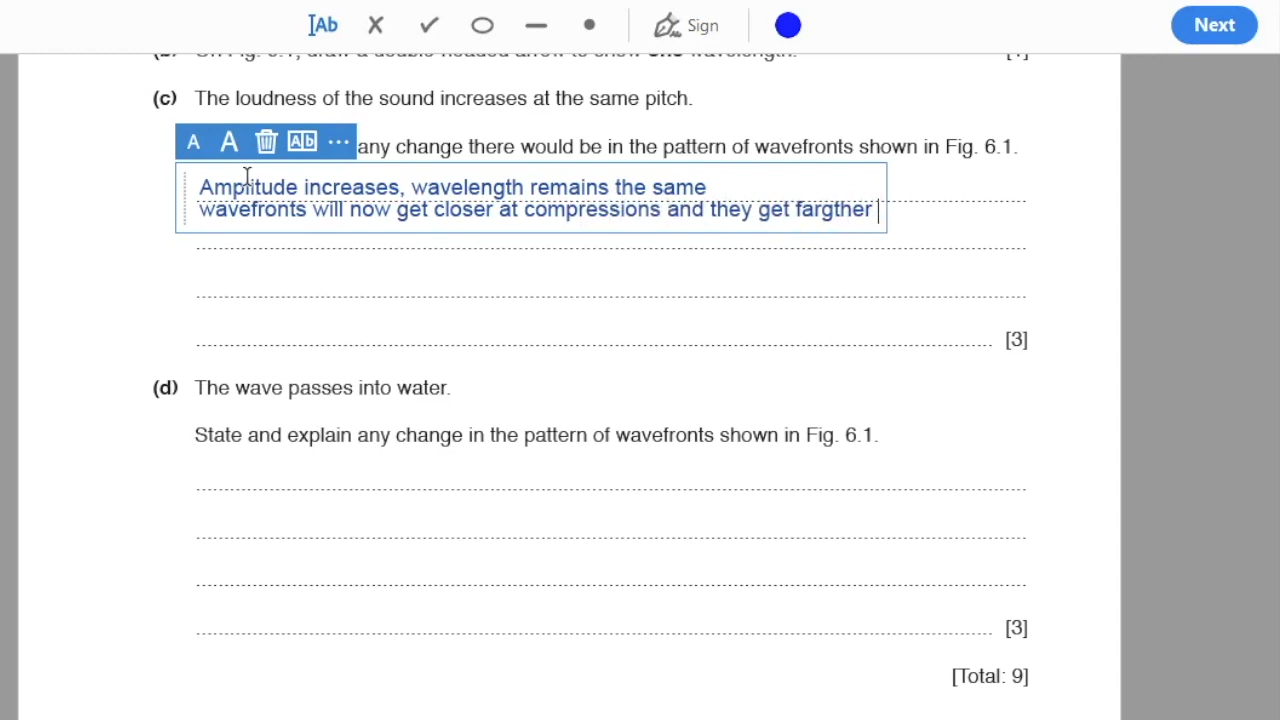 Ab
Sign
Next
(c) The loudness of the sound increases at the same pitch.
A A Ab ...
any change there would be in the pattern of wavefronts shown in Fig. 6.1.
Amplitude increases, wavelength remains the same
wavefronts will now get closer at compressions and they get fargther
[3]
(d) The wave passes into water.
State and explain any change in the pattern of wavefronts shown in Fig. 6.1.
[3]
[Total: 9]